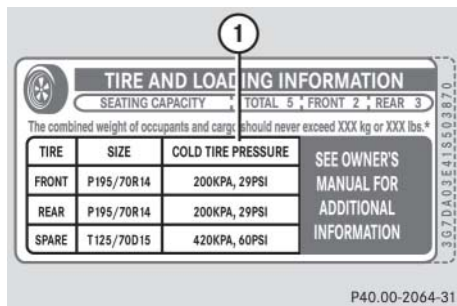 1
TIRE AND LOADING INFORMATION
SEATING CAPACITY TOTAL 5 FRONT 2 REAR 3
The combined weight of occupants and cargo should never exceed XXX kg or XXX lbs.*
TIRE SIZE COLD TIRE PRESSURE
FRONT P195/70R14 200KPA, 29PSI
REAR P195/70R14 200KPA, 29PSI
SPARE T125/70D15 420KPA, 60PSI
SEE OWNER'S
MANUAL FOR
ADDITIONAL
INFORMATION
3G7DA03E41S503870
P40.00-2064-31